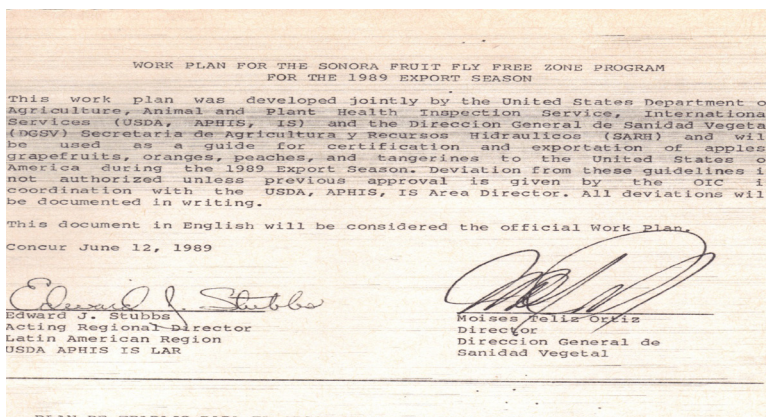 WORK PLAN FOR THE SONORA FRUIT FLY FREE ZONE PROGRAM
FOR THE 1989 EXPORT SEASON
This work plan was developed jointly by the United States Department o
Agriculture, Animal and Plant Health Inspection Service, Internationa
Services (USDA, APHIS, IS) and the Direccion General de Sanidad Vegeta
(DGSV) Secretaria de Agricultura y Recursos Hidraulicos (SARH) and will
be used as a guide for certification and exportation of apples
grapefruits, oranges, peaches, and tangerines to the United States o
America during the 1989 Export Season. Deviation from these guidelines i
not authorized unless previous approval is given by the OIC i
coordination with the USDA, APHIS, IS Area Director. All deviations wil
be documented in writing.
This document in English will be considered the official Work Plan.
Concur June 12, 1989
Edward J. Stubbs
Edward J. Stubbs
Acting Regional Director
Latin American Region
USDA APHIS IS LAR
Moises Teliz Ortiz
Director
Direccion General de
Sanidad Vegetal